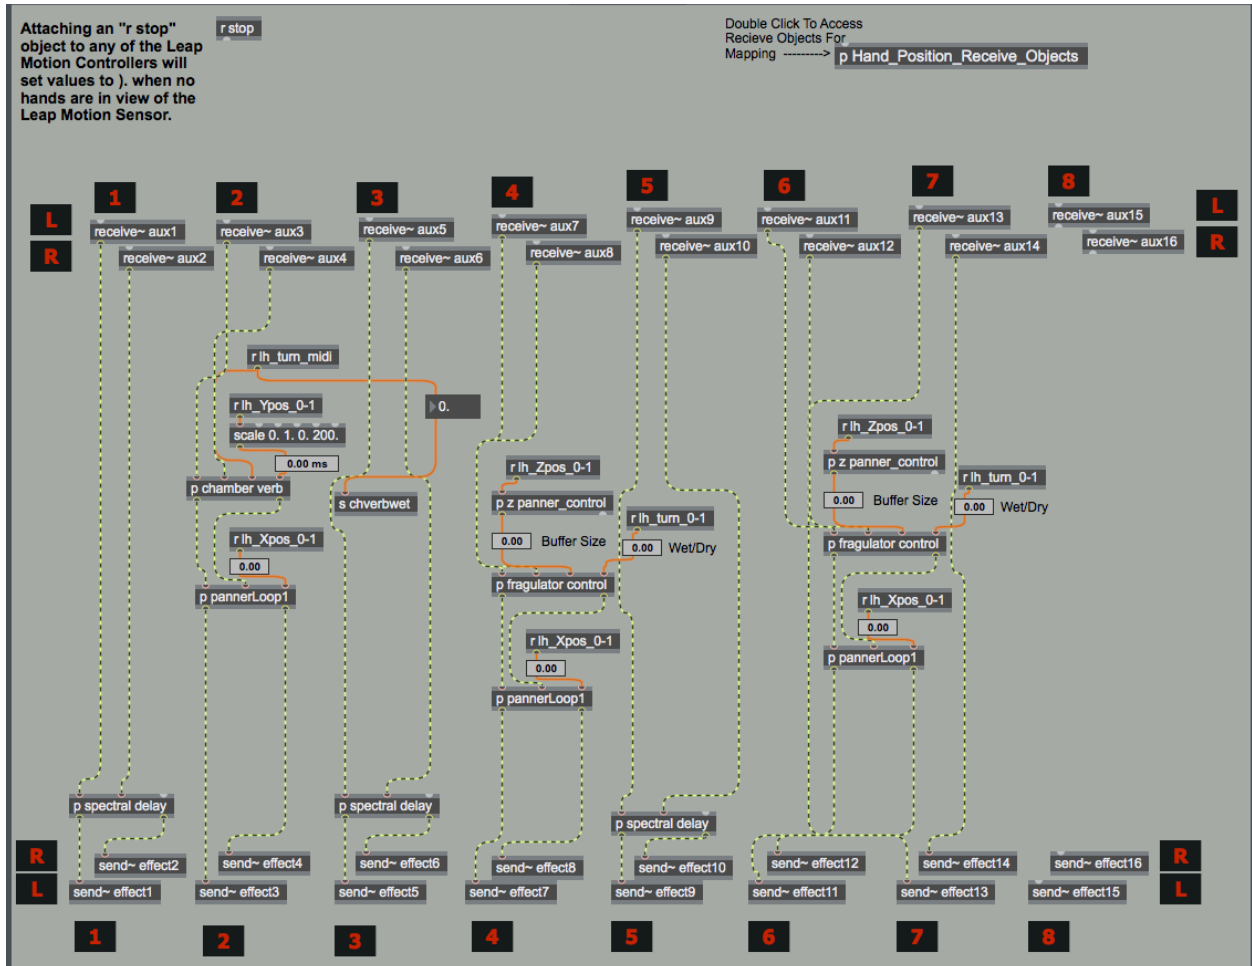 Attaching an "r stop"
object to any of the Leap
Motion Controllers will
set values to ). when no
hands are in view of the
Leap Motion Sensor.
r stop
Double Click To Access
Recieve Objects For
Mapping ---------> p Hand_Position_Receive_Objects
1 2 3 4 5 6 7 8
L L
receive~ aux1 receive~ aux3 receive~ aux5 receive~ aux7 receive~ aux9 receive~ aux11 receive~ aux13 receive~ aux15
R R
receive~ aux2 receive~ aux4 receive~ aux6 receive~ aux8 receive~ aux10 receive~ aux12 receive~ aux14 receive~ aux16
r lh_turn_midi
r lh_Ypos_0-1 0.
scale 0. 1. 0. 200.
0.00 ms
p chamber verb s chverbwet
r lh_Xpos_0-1
0.00
p pannerLoop1
r lh_Zpos_0-1
p z panner_control
r lh_turn_0-1
0.00 Buffer Size 0.00 Wet/Dry
p fragulator control
r lh_Xpos_0-1
0.00
p pannerLoop1
r lh_Zpos_0-1
p z panner_control
r lh_turn_0-1
0.00 Buffer Size 0.00 Wet/Dry
p fragulator control
r lh_Xpos_0-1
0.00
p pannerLoop1
p spectral delay p spectral delay p spectral delay
R send~ effect2 send~ effect4 send~ effect6 send~ effect8 send~ effect10 send~ effect12 send~ effect14 send~ effect16 R
L send~ effect1 send~ effect3 send~ effect5 send~ effect7 send~ effect9 send~ effect11 send~ effect13 send~ effect15 L
1 2 3 4 5 6 7 8